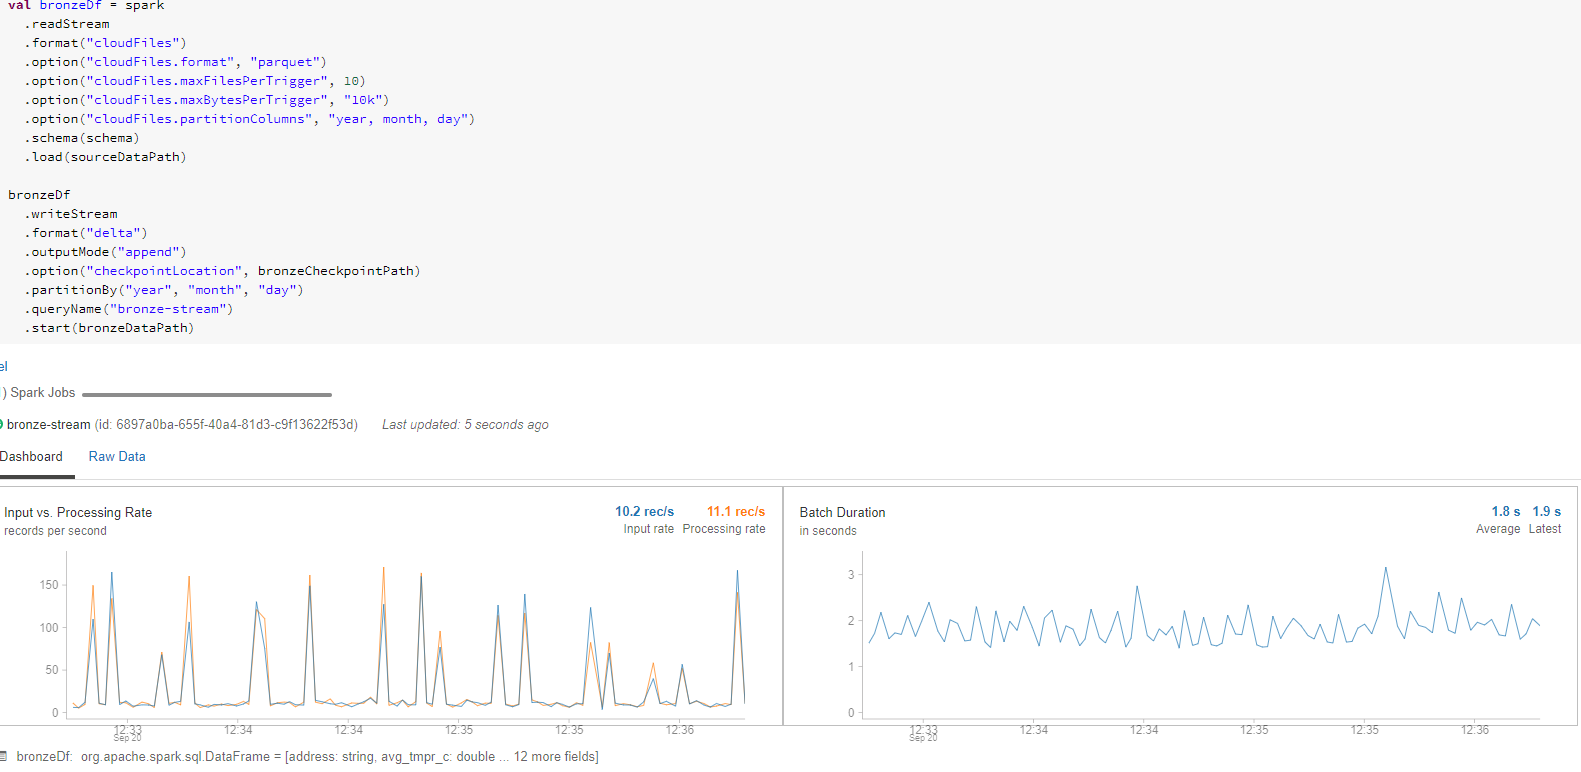 val bronzeDf = spark
.readStream
.format("cloudFiles")
.option("cloudFiles.format", "parquet")
.option("cloudFiles.maxFilesPerTrigger", 10)
.option("cloudFiles.maxBytesPerTrigger", "10k")
.option("cloudFiles.partitionColumns", "year, month, day")
.schema(schema)
.load(sourceDataPath)
bronzeDf
.writeStream
.format("delta")
.outputMode("append")
.option("checkpointLocation", bronzeCheckpointPath)
.partitionBy("year", "month", "day")
.queryName("bronze-stream")
.start(bronzeDataPath)
el
) Spark Jobs
bronze-stream (id: 6897a0ba-655f-40a4-81d3-c9f13622f53d) Last updated: 5 seconds ago
Dashboard Raw Data
Input vs. Processing Rate
records per second
10.2 rec/s 11.1 rec/s
Input rate Processing rate
150
100
50
0
12:33 12:34 12:34 12:35 12:35 12:36
Sep 20
Batch Duration
in seconds
1.8 s 1.9 s
Average Latest
3
2
1
0
12:33 12:34 12:34 12:35 12:35 12:36
Sep 20
bronzeDf: org.apache.spark.sql.DataFrame = [address: string, avg_tmpr_c: double ... 12 more fields]